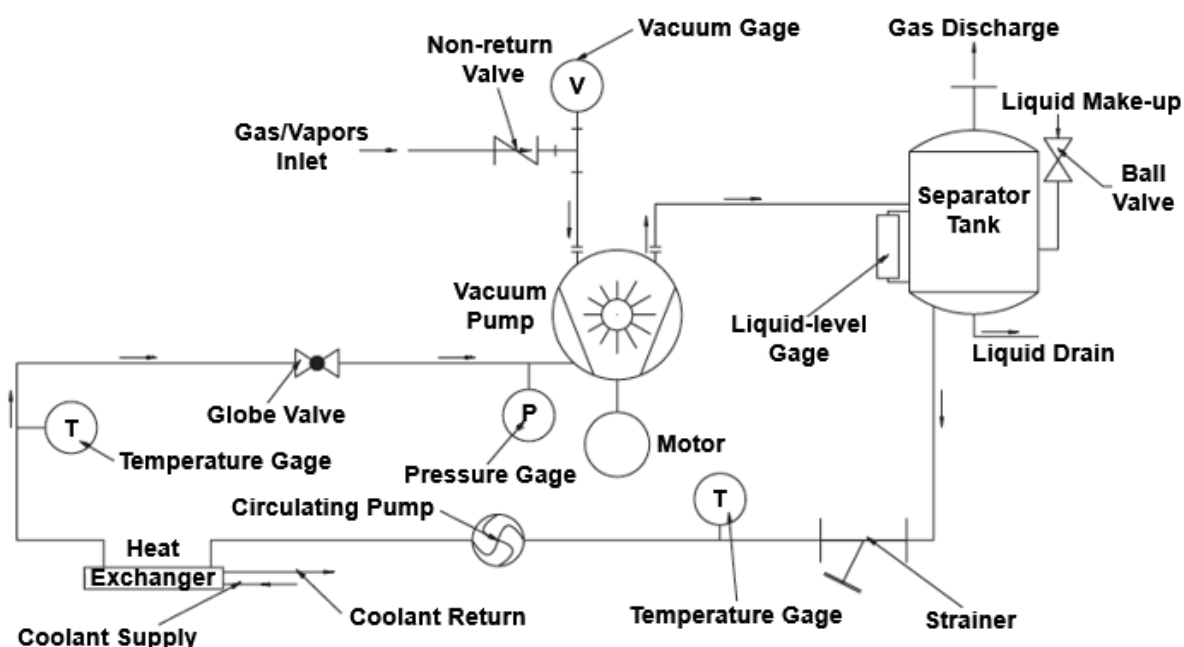 Vacuum Gage
Gas Discharge
Non-return
Valve
V
Liquid Make-up
Gas/Vapors
Inlet
Ball
Valve
Separator
Tank
Vacuum
Pump
Liquid-level
Gage
Liquid Drain
Globe Valve
P
T
Motor
Temperature Gage
Pressure Gage
Circulating Pump
T
Heat
Exchanger
Coolant Return
Temperature Gage
Strainer
Coolant Supply